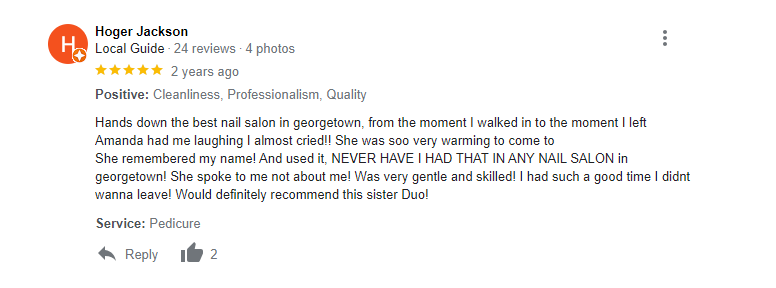 H
Hoger Jackson
Local Guide · 24 reviews · 4 photos
2 years ago
Positive: Cleanliness, Professionalism, Quality
Hands down the best nail salon in georgetown, from the moment I walked in to the moment I left
Amanda had me laughing I almost cried!! She was soo very warming to come to
She remembered my name! And used it, NEVER HAVE I HAD THAT IN ANY NAIL SALON in
georgetown! She spoke to me not about me! Was very gentle and skilled! I had such a good time I didnt
wanna leave! Would definitely recommend this sister Duo!
Service: Pedicure
Reply 2